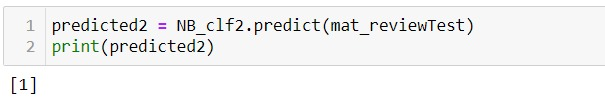 1 predicted2 = NB_clf2.predict(mat_reviewTest)
2 print(predicted2)
[1]